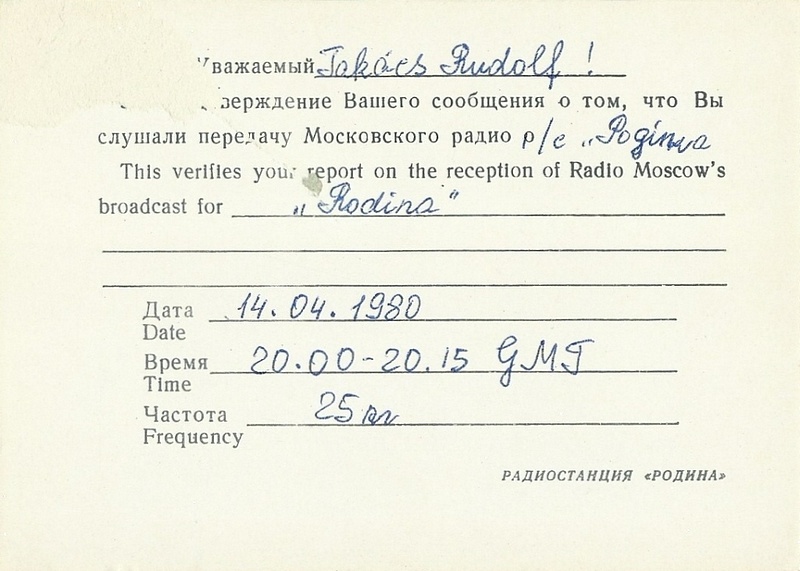 Уважаемый Takács Rudolf !
верждение Вашего сообщения о том, что Вы
слушали передачу Московского радио р/с „Родина
This verifies your report on the reception of Radio Moscow's
broadcast for „Rodina"
Дата 14.04.1980
Date
Время 20.00-20.15 GMT
Time
Частота 25
Frequency
РАДИОСТАНЦИЯ «РОДИНА»